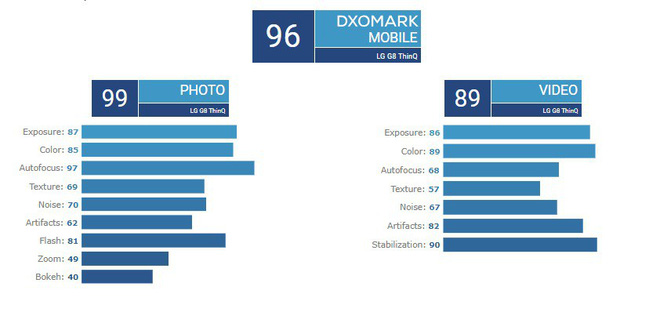 96
DXOMARK
MOBILE
LG G8 ThinQ
99
PHOTO
LG G8 ThinQ
Exposure: 87
Color: 85
Autofocus: 97
Texture: 69
Noise: 70
Artifacts: 62
Flash: 81
Zoom: 49
Bokeh: 40
89
VIDEO
LG G8 ThinQ
Exposure: 86
Color: 89
Autofocus: 68
Texture: 57
Noise: 67
Artifacts: 82
Stabilization: 90